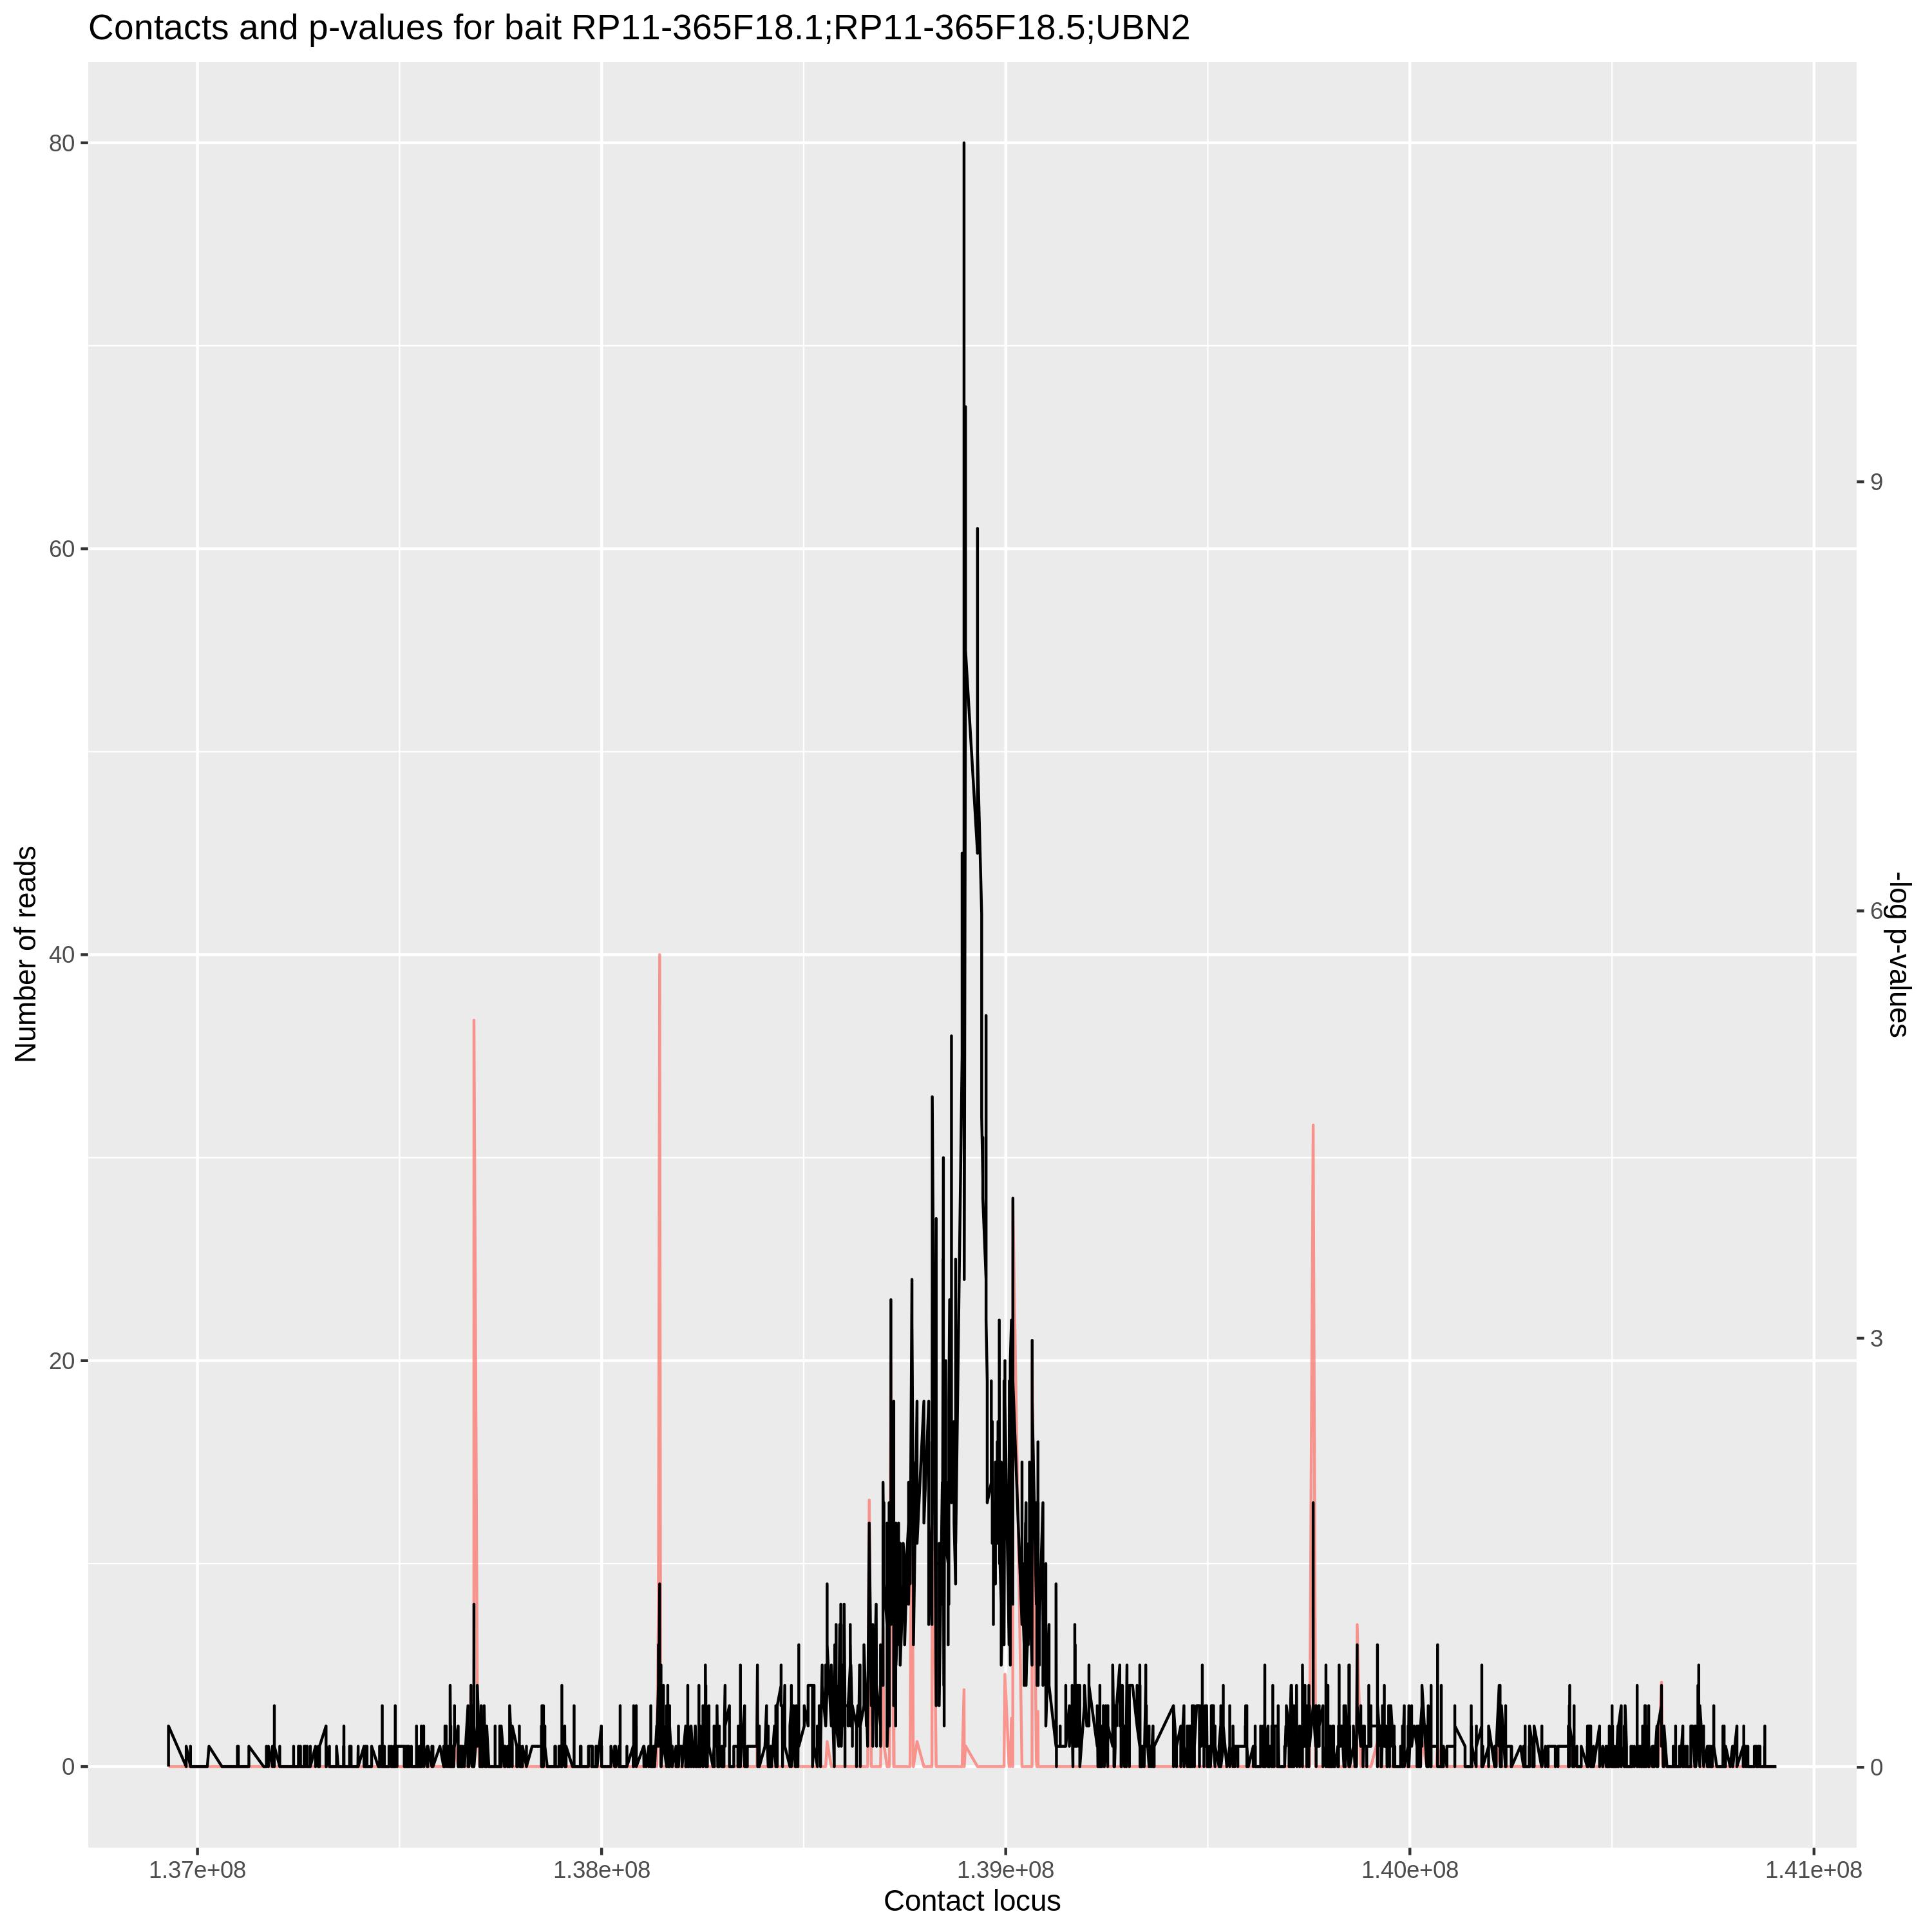 Contacts and p-values for bait RP11-365F18.1;RP11-365F18.5;UBN2
80
60
40
20
0
Number of reads
9
6
3
0
-log p-values
1.37e+08
1.38e+08
1.39e+08
1.40e+08
1.41e+08
Contact locus